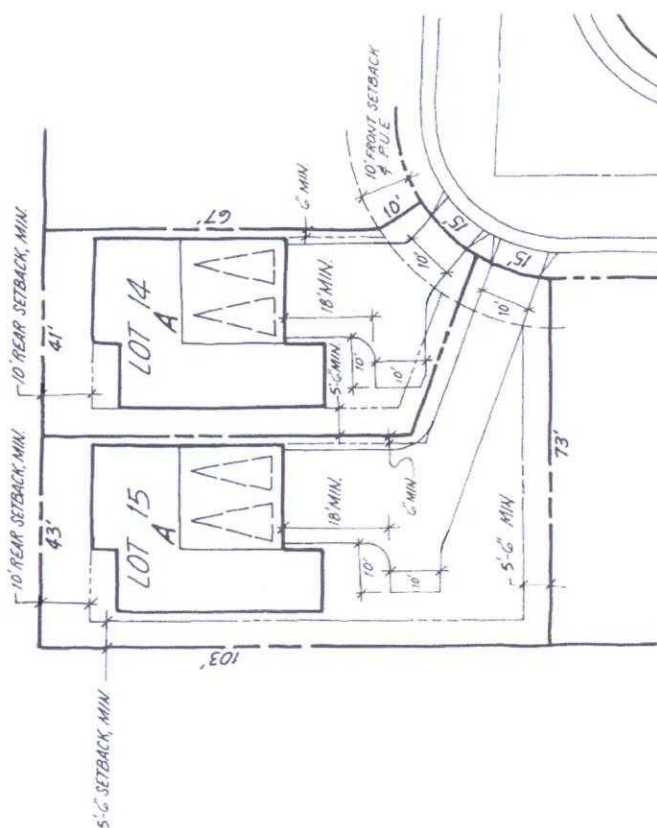 10' REAR SETBACK, MIN.
10' REAR SETBACK, MIN.
41'
43'
67'
103'
5'-6" SETBACK, MIN.
LOT 14
A
LOT 15
A
6' MIN.
10' FRONT SETBACK
& P.U.E
10'
15'
15'
10'
10'
18' MIN.
5'-6" MIN.
10'
10'
18' MIN.
6' MIN
10'
10'
5'-6" MIN
73'